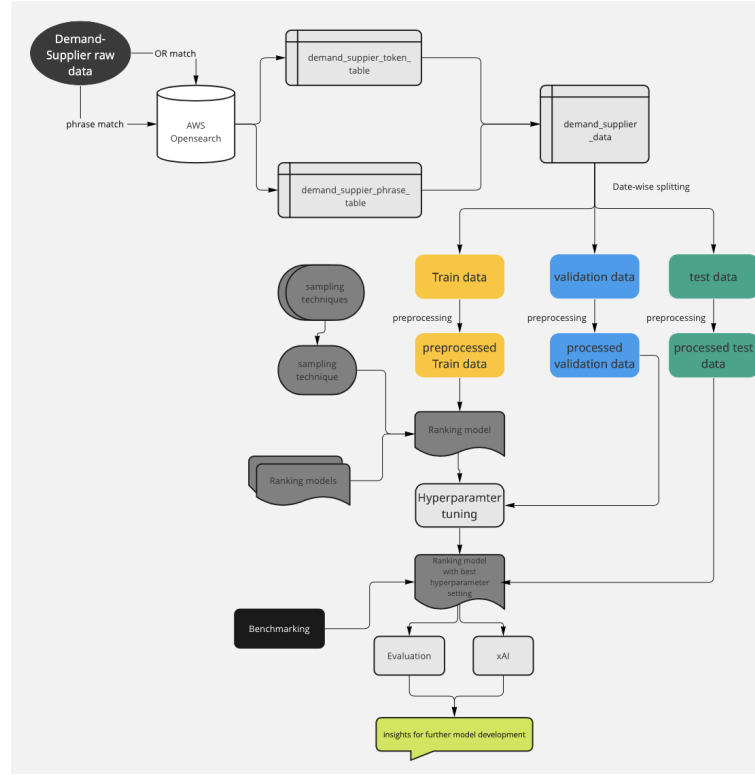 Demand-
Supplier raw
data
OR match
phrase match
AWS
Opensearch
demand_suppier_token_
table
demand_suppier_phrase_
table
demand_supplier
_data
Date-wise splitting
Train data
validation data
test data
preprocessing
preprocessing
preprocessing
sampling
techniques
preprocessed
Train data
processed
validation data
processed test
data
sampling
technique
Ranking model
Ranking models
Hyperparamter
tuning
Ranking model
with best
hyperparameter
setting
Benchmarking
Evaluation
xAI
insights for further model development